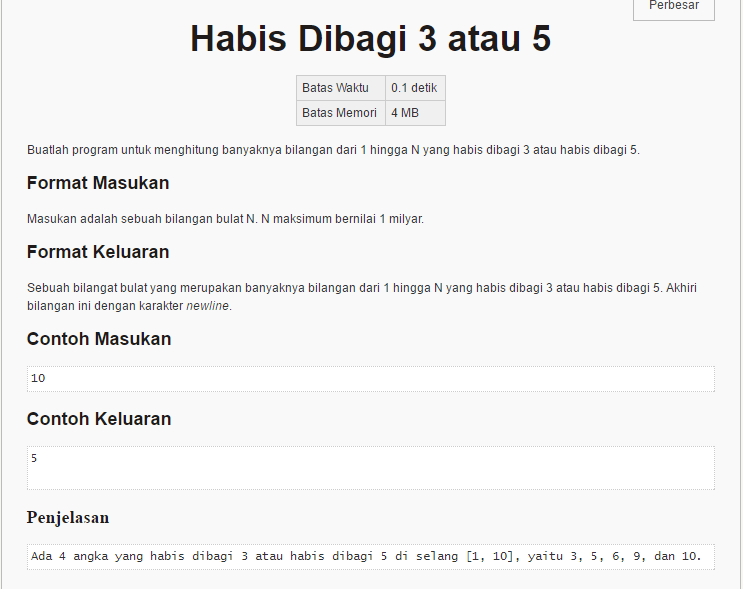 Perbesar
Habis Dibagi 3 atau 5
Batas Waktu 0.1 detik
Batas Memori 4 MB
Buatlah program untuk menghitung banyaknya bilangan dari 1 hingga N yang habis dibagi 3 atau habis dibagi 5.
Format Masukan
Masukan adalah sebuah bilangan bulat N. N maksimum bernilai 1 milyar.
Format Keluaran
Sebuah bilangat bulat yang merupakan banyaknya bilangan dari 1 hingga N yang habis dibagi 3 atau habis dibagi 5. Akhiri
bilangan ini dengan karakter newline.
Contoh Masukan
10
Contoh Keluaran
5
Penjelasan
Ada 4 angka yang habis dibagi 3 atau habis dibagi 5 di selang [1, 10], yaitu 3, 5, 6, 9, dan 10.